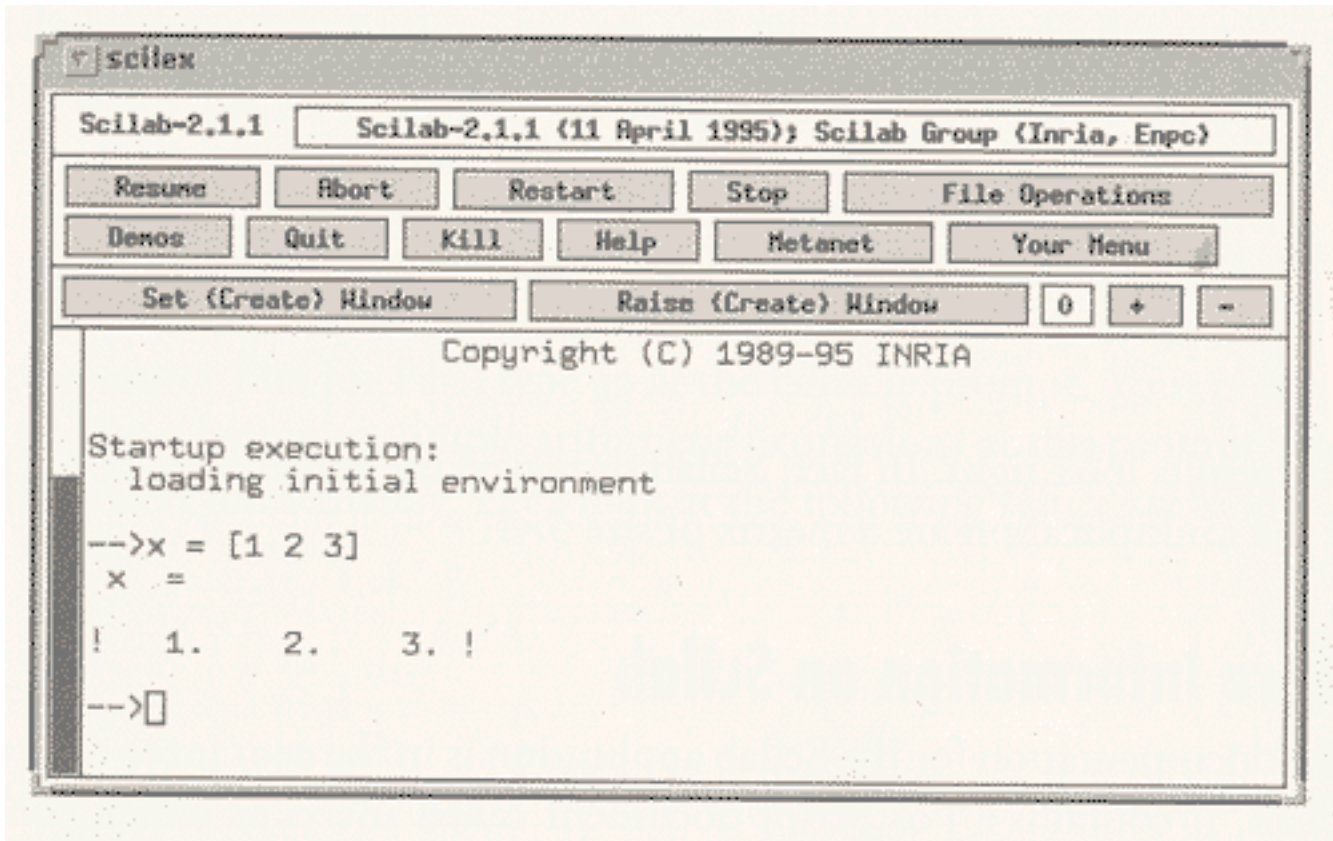 scilex
Scilab-2.1.1 Scilab-2.1.1 (11 April 1995); Scilab Group (Inria, Enpc)
Resume Abort Restart Stop File Operations
Demos Quit Kill Help Metanet Your Menu
Set (Create) Window Raise (Create) Window 0 + -
Copyright (C) 1989-95 INRIA
Startup execution:
loading initial environment
-->x = [1 2 3]
x =
! 1. 2. 3. !
-->